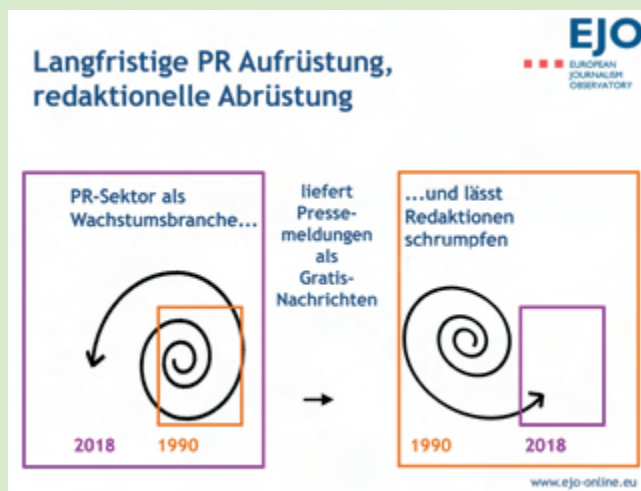 Langfristige PR Aufrüstung,
redaktionelle Abrüstung
EJO
EUROPEAN
JOURNALISM
OBSERVATORY
PR-Sektor als
Wachstumsbranche...
2018
1990
liefert
Presse-
meldungen
als
Gratis-
Nachrichten
...und lässt
Redaktionen
schrumpfen
1990
2018
www.ejo-online.eu